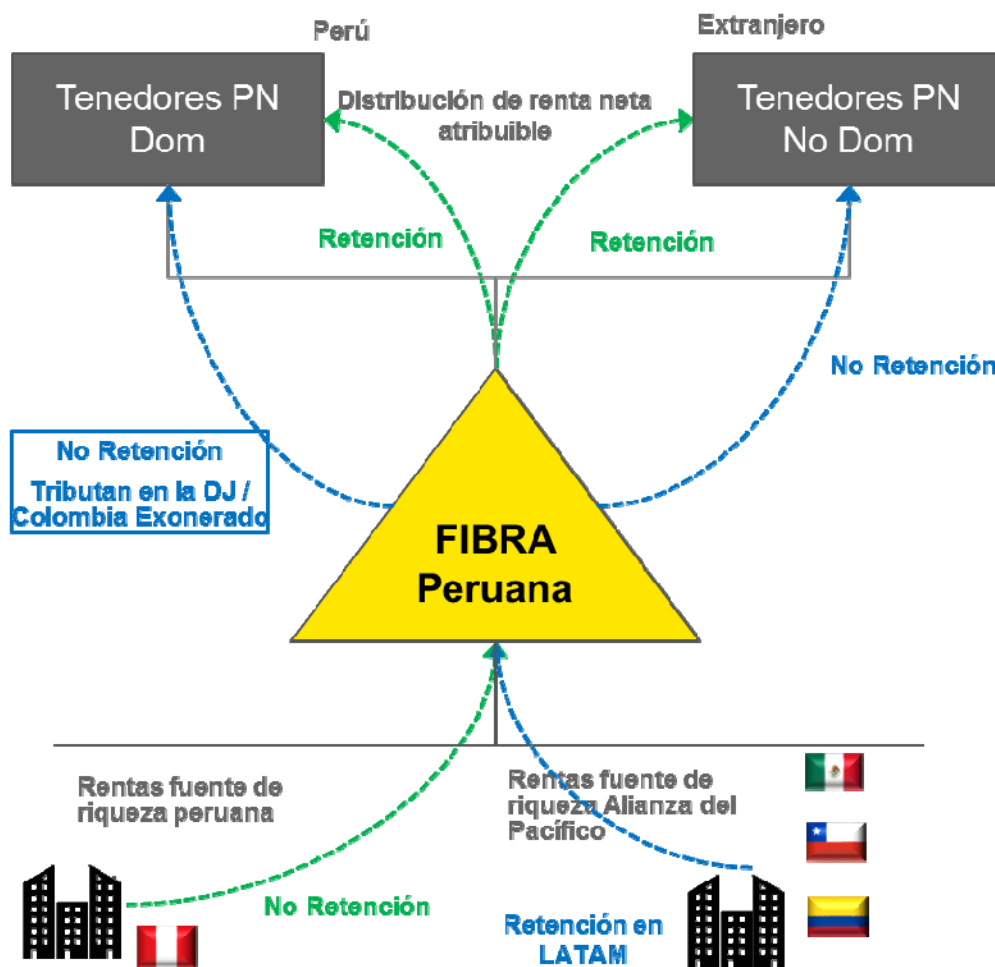 Perú
Extranjero
Tenedores PN
Dom
Distribución de renta neta
atribuible
Tenedores PN
No Dom
Retención
Retención
No Retención
No Retención
Tributan en la DJ /
Colombia Exonerado
FIBRA
Peruana
Rentas fuente de
riqueza peruana
Rentas fuente de
riqueza Alianza del
Pacífico
No Retención
Retención en
LATAM